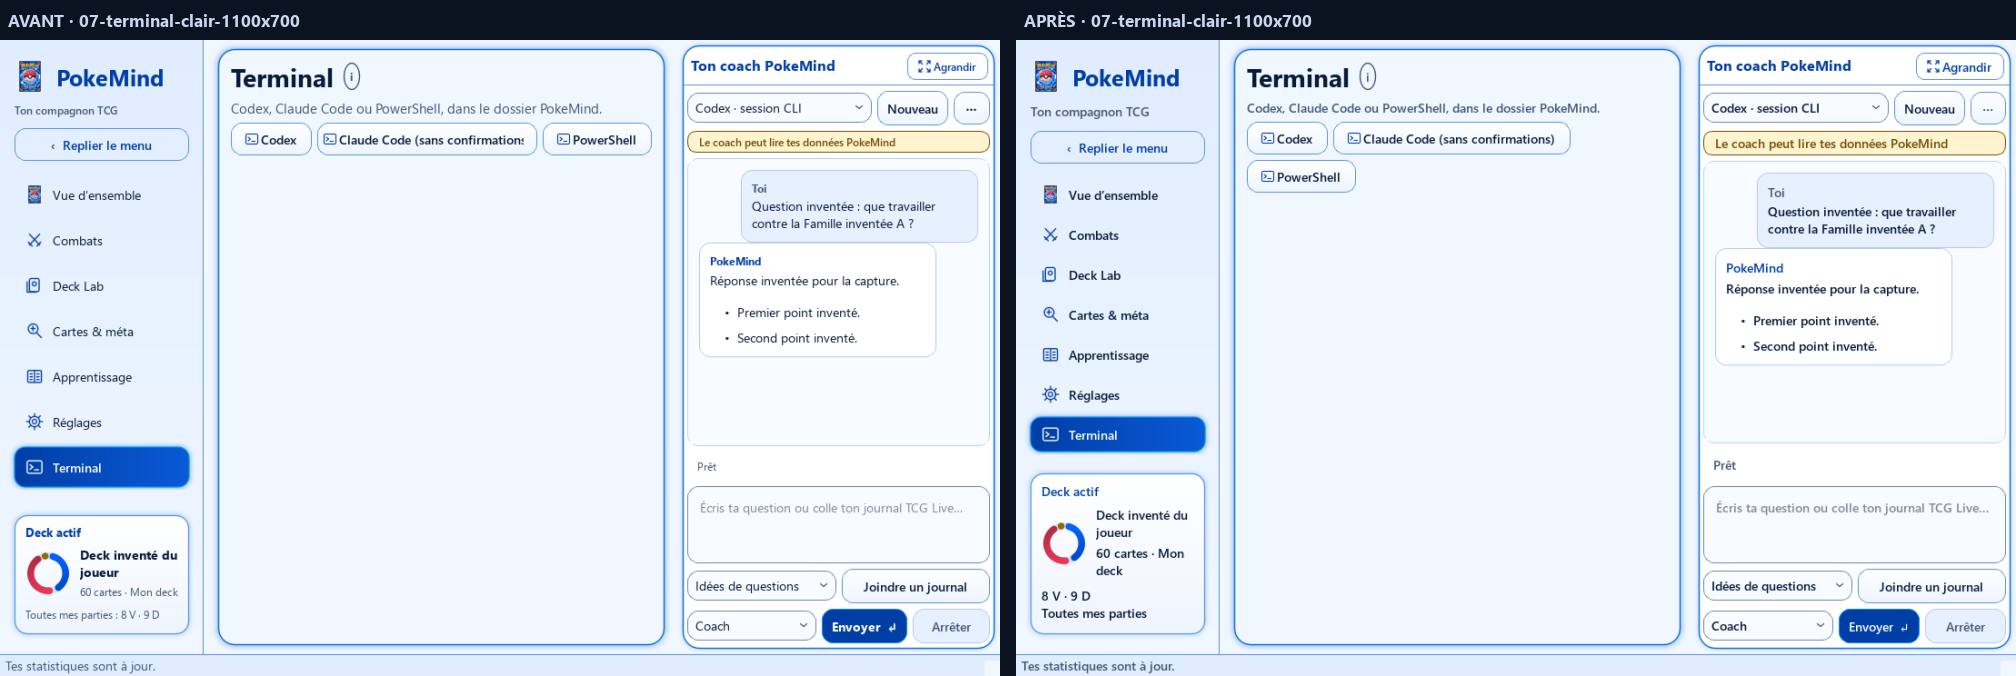 AVANT · 07-terminal-clair-1100x700
PokeMind
Ton compagnon TCG
‹ Replier le menu
Vue d'ensemble
Combats
Deck Lab
Cartes & méta
Apprentissage
Réglages
Terminal
Deck actif
Deck inventé du
joueur
60 cartes · Mon deck
Toutes mes parties : 8 V · 9 D
Terminal i
Codex, Claude Code ou PowerShell, dans le dossier PokeMind.
Codex
Claude Code (sans confirmations
PowerShell
Ton coach PokeMind
Agrandir
Codex · session CLI
Nouveau
...
Le coach peut lire tes données PokeMind
Toi
Question inventée : que travailler
contre la Famille inventée A ?
PokeMind
Réponse inventée pour la capture.
• Premier point inventé.
• Second point inventé.
Prêt
Écris ta question ou colle ton journal TCG Live...
Idées de questions
Joindre un journal
Coach
Envoyer ↲
Arrêter
Tes statistiques sont à jour.
APRÈS · 07-terminal-clair-1100x700
PokeMind
Ton compagnon TCG
‹ Replier le menu
Vue d'ensemble
Combats
Deck Lab
Cartes & méta
Apprentissage
Réglages
Terminal
Deck actif
Deck inventé du
joueur
60 cartes · Mon
deck
8 V · 9 D
Toutes mes parties
Terminal i
Codex, Claude Code ou PowerShell, dans le dossier PokeMind.
Codex
Claude Code (sans confirmations)
PowerShell
Ton coach PokeMind
Agrandir
Codex · session CLI
Nouveau
...
Le coach peut lire tes données PokeMind
Toi
Question inventée : que travailler
contre la Famille inventée A ?
PokeMind
Réponse inventée pour la capture.
• Premier point inventé.
• Second point inventé.
Prêt
Écris ta question ou colle ton journal TCG Live...
Idées de questions
Joindre un journal
Coach
Envoyer ↲
Arrêter
Tes statistiques sont à jour.